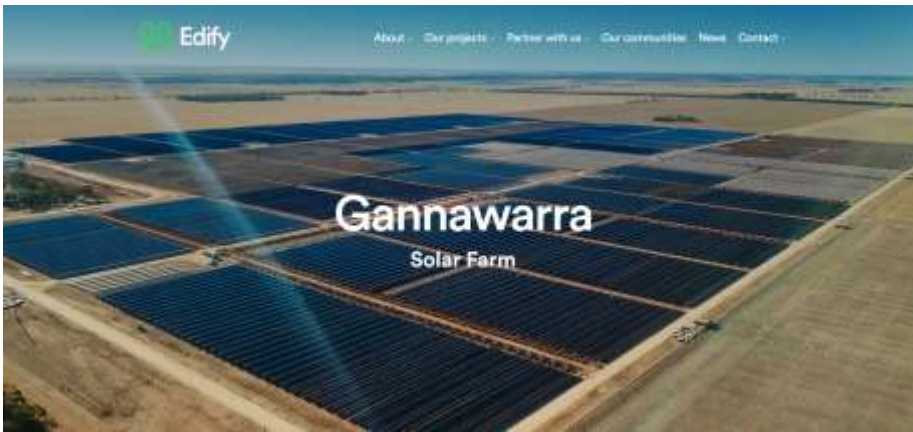 Edify
About Our projects Partner with us Our communities News Contact
Gannawarra
Solar Farm